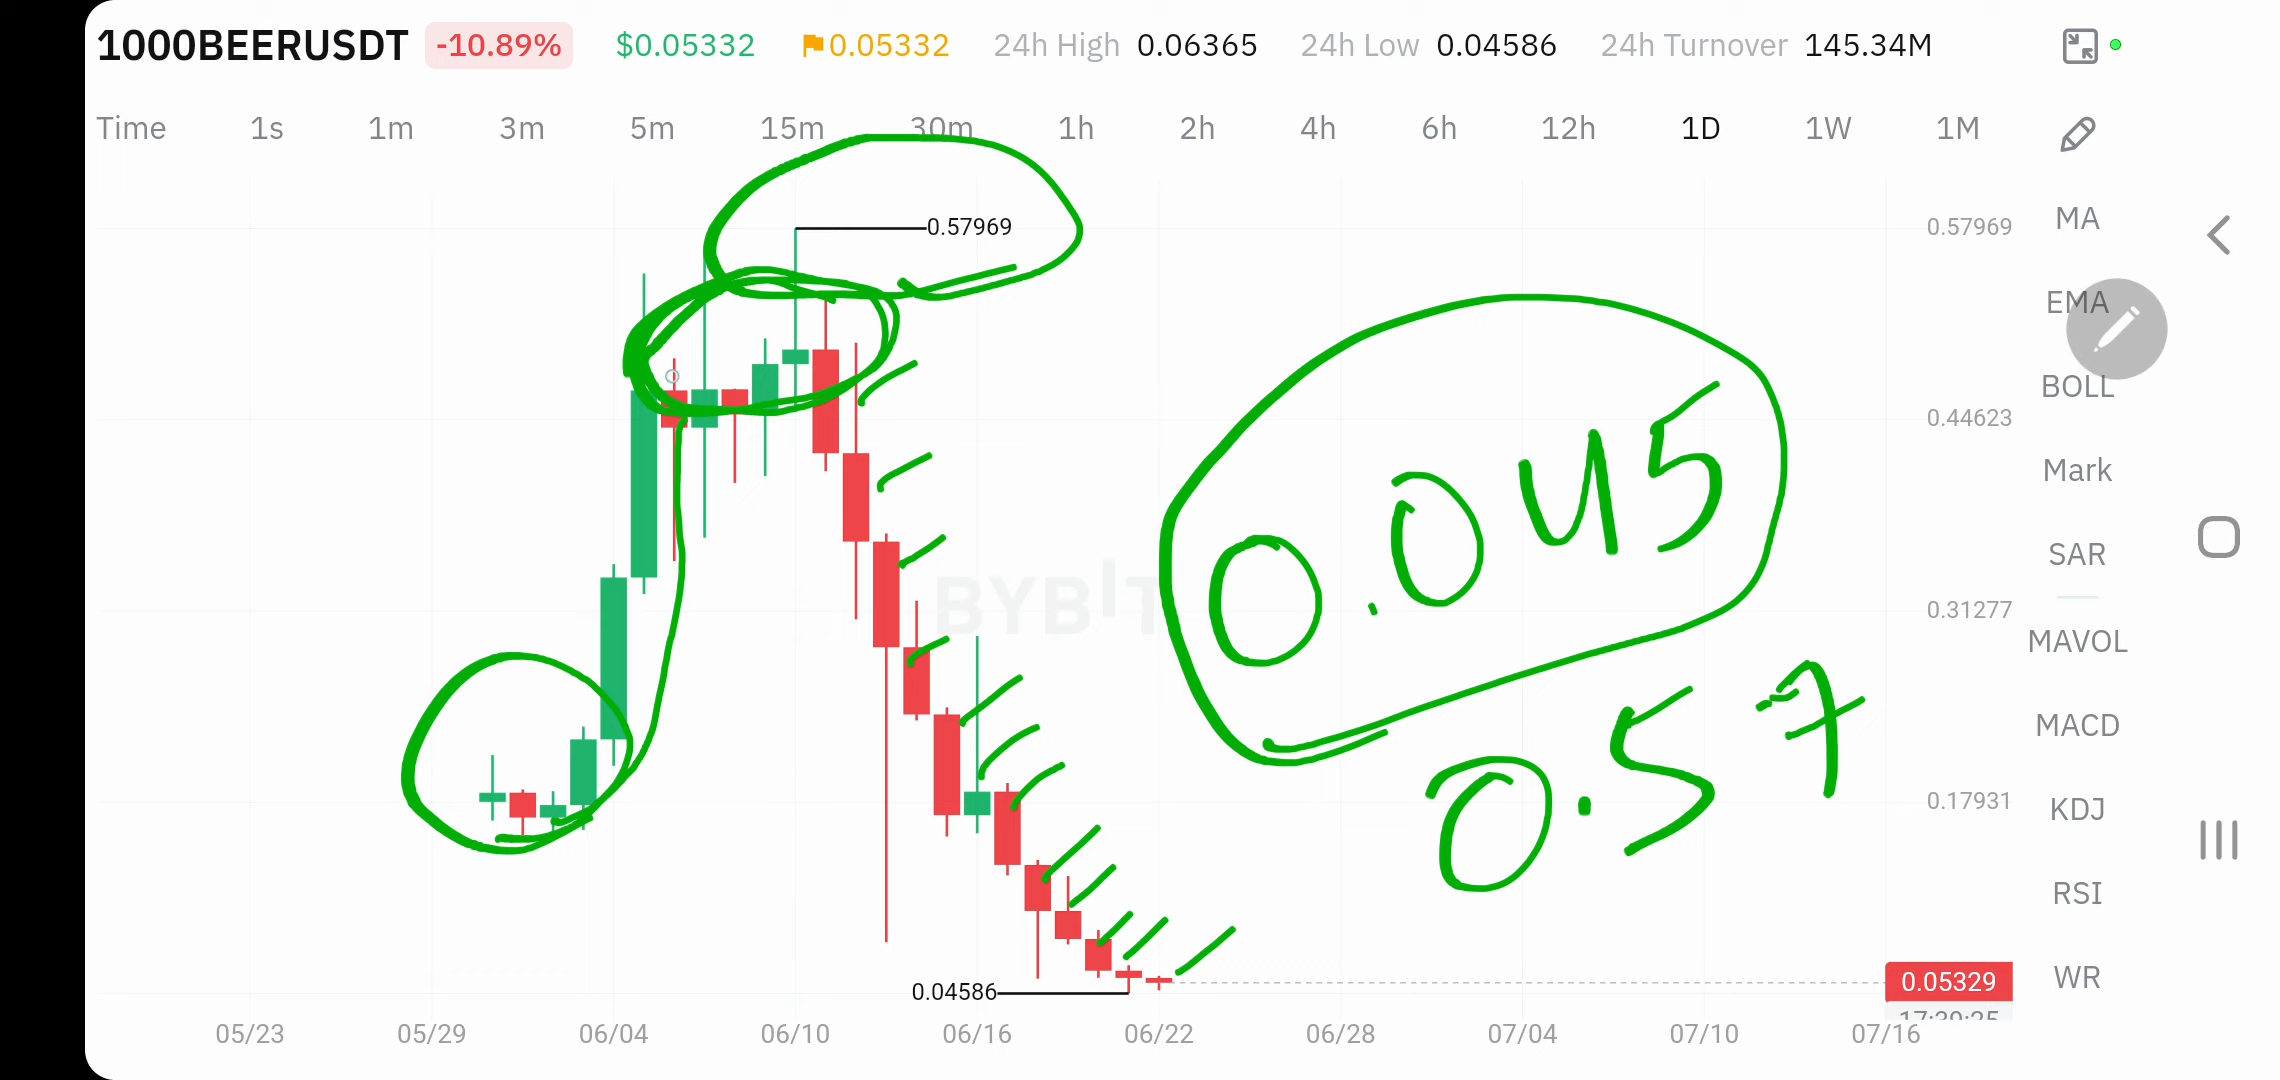 1000BEERUSDT -10.89% $0.05332 0.05332 24h High 0.06365 24h Low 0.04586 24h Turnover 145.34M
Time 1s 1m 3m 5m 15m 30m 1h 2h 4h 6h 12h 1D 1W 1M
MA
0.57969 0.57969
EMA
BOLL
0.44623
Mark
0.045
SAR
BYBIT
0.31277
MAVOL
MACD
0.57
0.17931
KDJ
RSI
WR
0.05329
0.04586
17:39:25
05/23 05/29 06/04 06/10 06/16 06/22 06/28 07/04 07/10 07/16